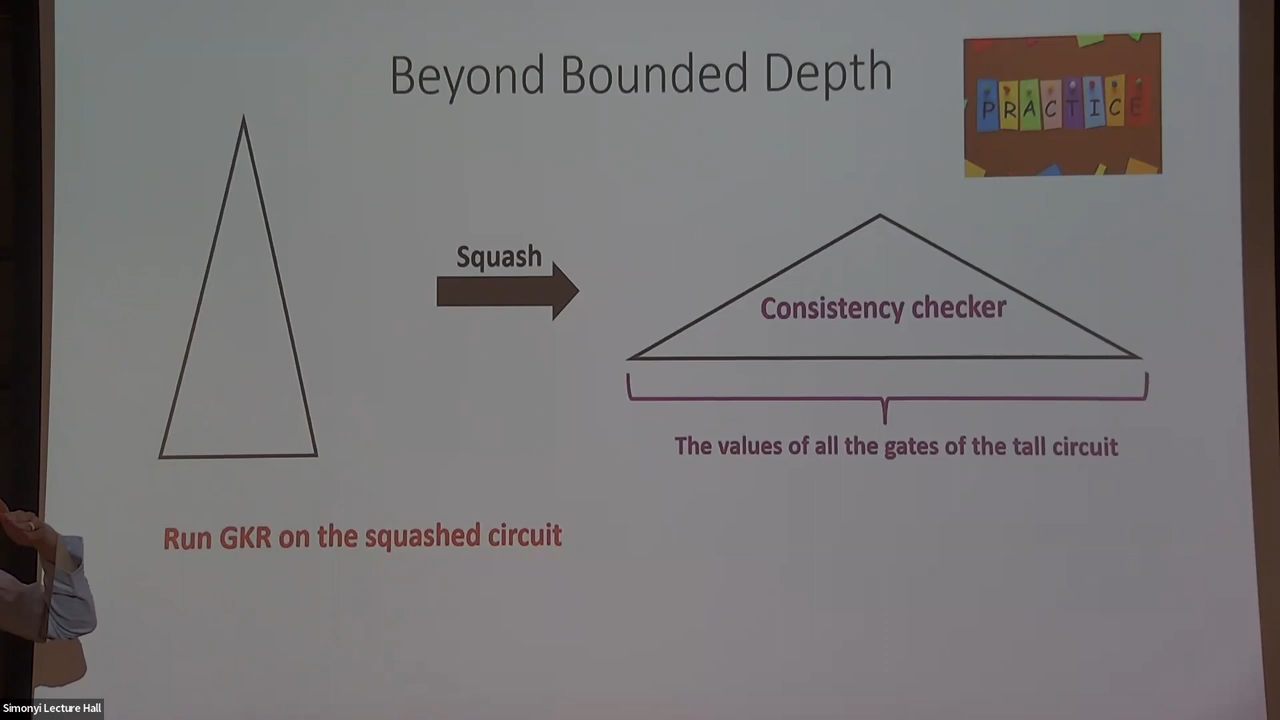 Beyond Bounded Depth
PRACTICE
Squash
Consistency checker
The values of all the gates of the tall circuit
Run GKR on the squashed circuit
Simonyi Lecture Hall